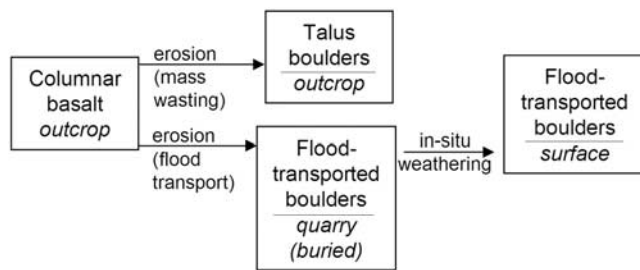 Columnar
basalt
outcrop
erosion
(mass
wasting)
Talus
boulders
outcrop
erosion
(flood
transport)
Flood-
transported
boulders
quarry
(buried)
in-situ
weathering
Flood-
transported
boulders
surface